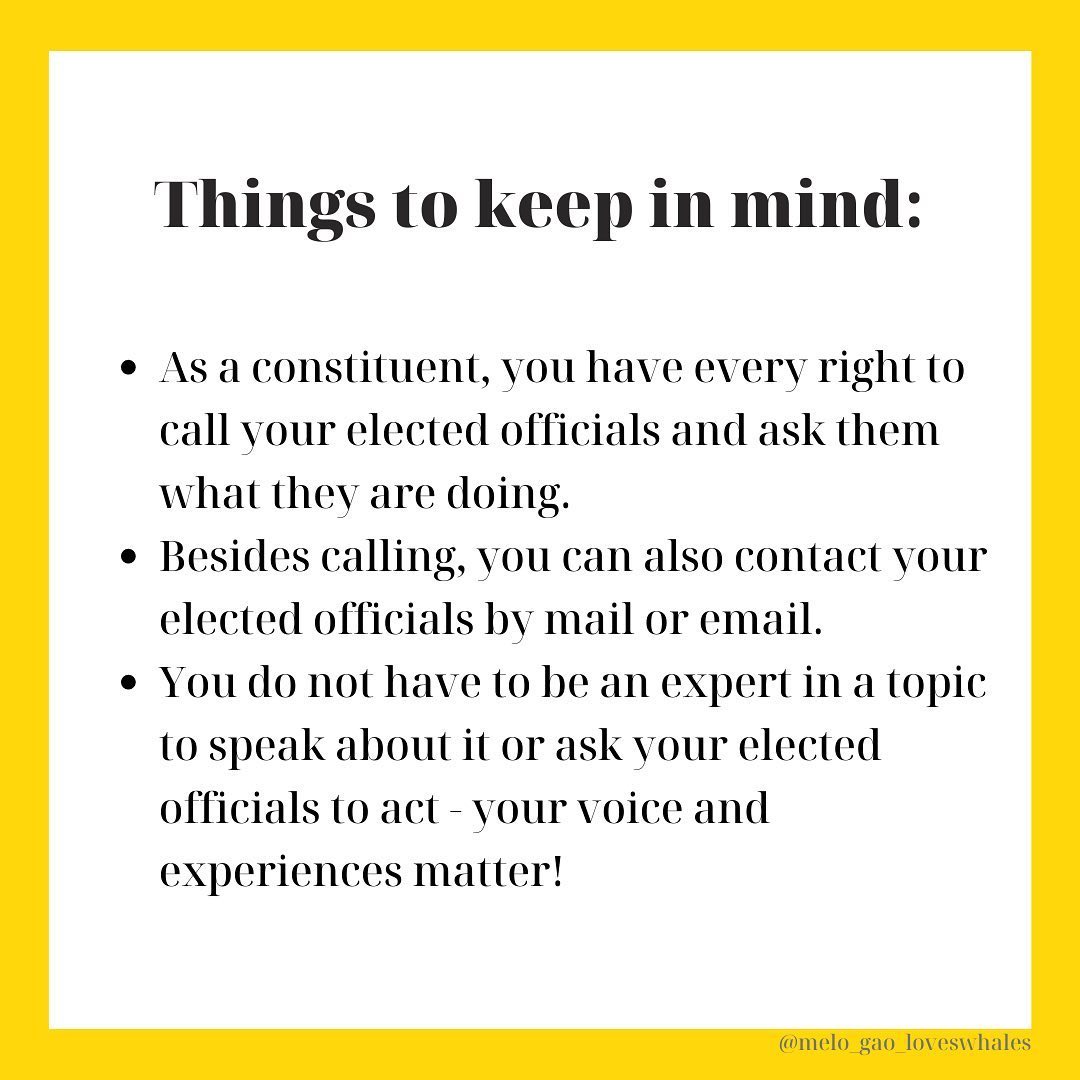 Things to keep in mind:
• As a constituent, you have every right to
call your elected officials and ask them
what they are doing.
• Besides calling, you can also contact your
elected officials by mail or email.
• You do not have to be an expert in a topic
to speak about it or ask your elected
officials to act - your voice and
experiences matter!
@melo_gao_loveswhales